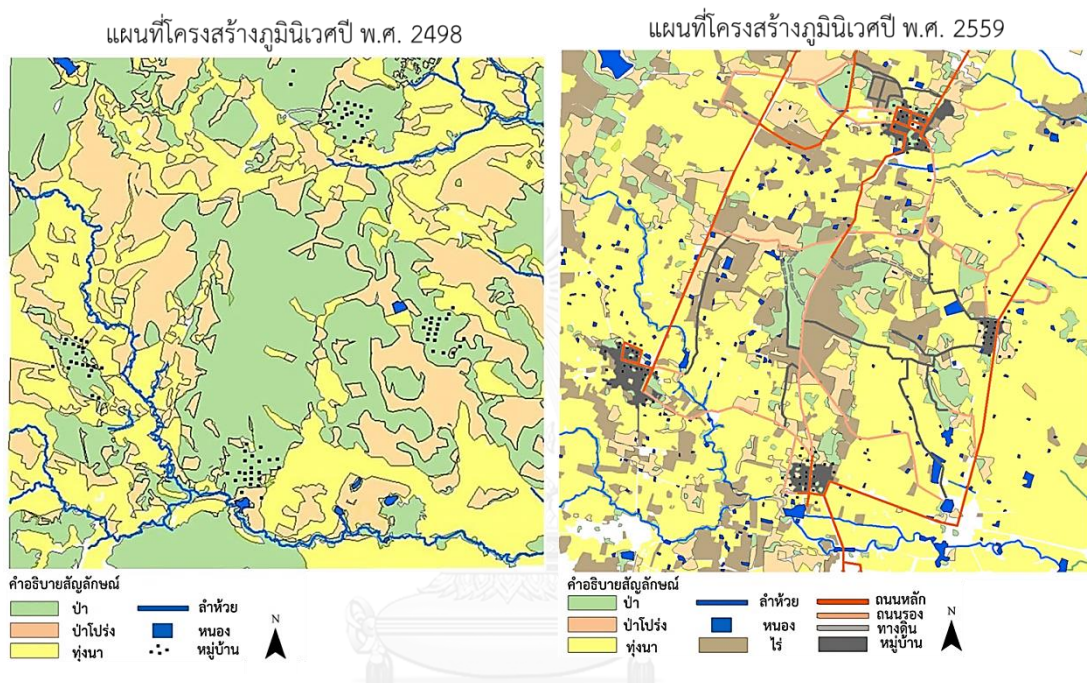 แผนที่โครงสร้างภูมินิเวศปี พ.ศ. 2498
แผนที่โครงสร้างภูมินิเวศปี พ.ศ. 2559
คำอธิบายสัญลักษณ์
ป่า
ลำห้วย
ป่าโปร่ง
หนอง
ทุ่งนา
หมู่บ้าน
N
คำอธิบายสัญลักษณ์
ป่า
ลำห้วย
ถนนหลัก
ป่าโปร่ง
หนอง
ถนนรอง
ทางดิน
ทุ่งนา
ไร่
หมู่บ้าน
N